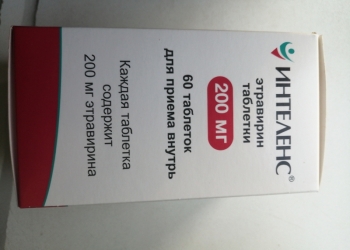 ИНТЕЛЕНС®
этравирин
таблетки
200 мг
60 таблеток
для приема внутрь
Каждая таблетка
содержит
200 мг этравирина